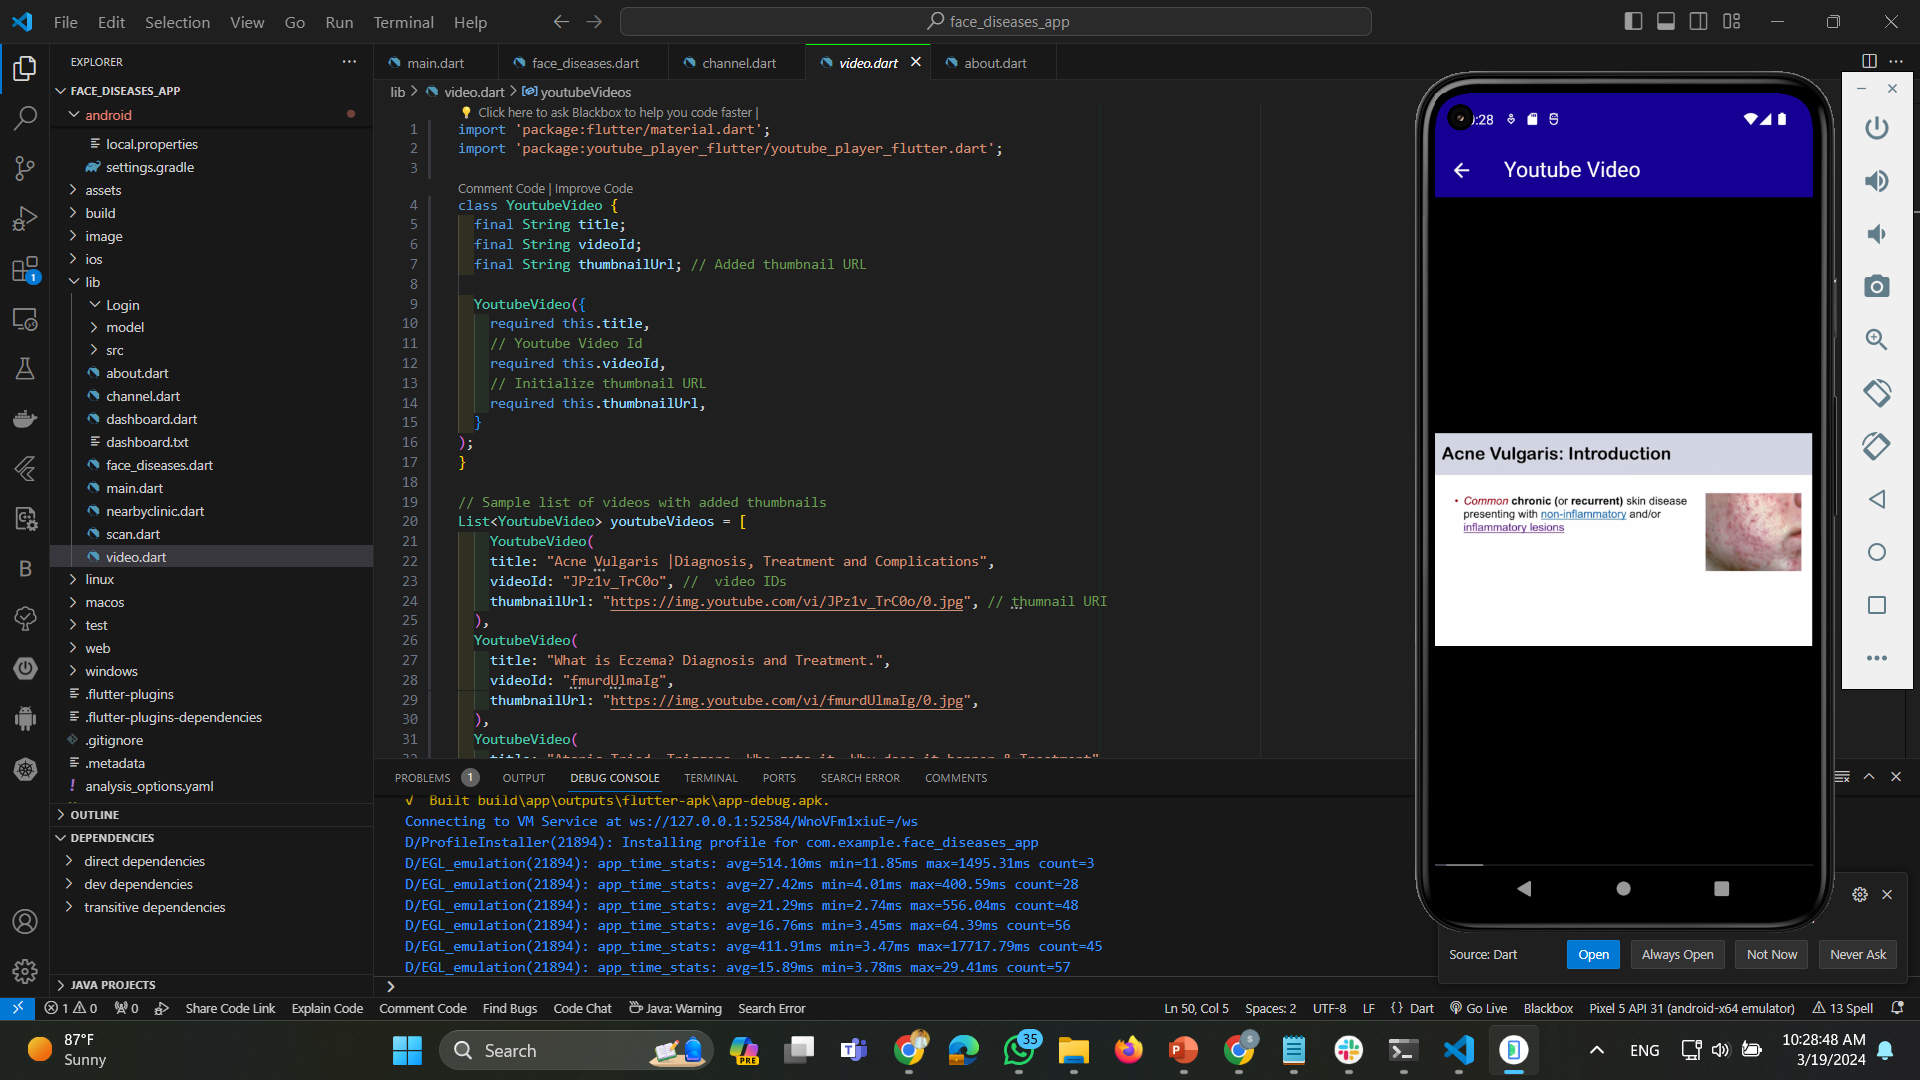 File Edit Selection View Go Run Terminal Help
face_diseases_app
EXPLORER
FACE_DISEASES_APP
android
local.properties
settings.gradle
assets
build
image
ios
lib
Login
model
src
about.dart
channel.dart
dashboard.dart
dashboard.txt
face_diseases.dart
main.dart
nearbyclinic.dart
scan.dart
video.dart
linux
macos
test
web
windows
.flutter-plugins
.flutter-plugins-dependencies
.gitignore
.metadata
analysis_options.yaml
OUTLINE
DEPENDENCIES
direct dependencies
dev dependencies
transitive dependencies
JAVA PROJECTS
main.dart face_diseases.dart channel.dart video.dart about.dart
lib > video.dart > youtubeVideos
Click here to ask Blackbox to help you code faster |
1 import 'package:flutter/material.dart';
2 import 'package:youtube_player_flutter/youtube_player_flutter.dart';
3
Comment Code | Improve Code
4 class YoutubeVideo {
5 final String title;
6 final String videoId;
7 final String thumbnailUrl; // Added thumbnail URL
8
9 YoutubeVideo({
10 required this.title,
11 // Youtube Video Id
12 required this.videoId,
13 // Initialize thumbnail URL
14 required this.thumbnailUrl,
15 }
16 );
17 }
18
19 // Sample list of videos with added thumbnails
20 List<YoutubeVideo> youtubeVideos = [
21 YoutubeVideo(
22 title: "Acne Vulgaris |Diagnosis, Treatment and Complications",
23 videoId: "JPz1v_TrC0o", // video IDs
24 thumbnailUrl: "https://img.youtube.com/vi/JPz1v_TrC0o/0.jpg", // thumnail URI
25 ),
26 YoutubeVideo(
27 title: "What is Eczema? Diagnosis and Treatment.",
28 videoId: "fmurdUlmaIg",
29 thumbnailUrl: "https://img.youtube.com/vi/fmurdUlmaIg/0.jpg",
30 ),
31 YoutubeVideo(
PROBLEMS 1 OUTPUT DEBUG CONSOLE TERMINAL PORTS SEARCH ERROR COMMENTS
√ Built build\app\outputs\flutter-apk\app-debug.apk.
Connecting to VM Service at ws://127.0.0.1:52584/WnoVFm1xiuE=/ws
D/ProfileInstaller(21894): Installing profile for com.example.face_diseases_app
D/EGL_emulation(21894): app_time_stats: avg=514.10ms min=11.85ms max=1495.31ms count=3
D/EGL_emulation(21894): app_time_stats: avg=27.42ms min=4.01ms max=400.59ms count=28
D/EGL_emulation(21894): app_time_stats: avg=21.29ms min=2.74ms max=556.04ms count=48
D/EGL_emulation(21894): app_time_stats: avg=16.76ms min=3.45ms max=64.39ms count=56
D/EGL_emulation(21894): app_time_stats: avg=411.91ms min=3.47ms max=17717.79ms count=45
D/EGL_emulation(21894): app_time_stats: avg=15.89ms min=3.78ms max=29.41ms count=57
:28
Youtube Video
Acne Vulgaris: Introduction
• Common chronic (or recurrent) skin disease
presenting with non-inflammatory and/or
inflammatory lesions
Source: Dart Open Always Open Not Now Never Ask
1 0 0 Share Code Link Explain Code Comment Code Find Bugs Code Chat Java: Warning Search Error Ln 50, Col 5 Spaces: 2 UTF-8 LF {} Dart Go Live Blackbox Pixel 5 API 31 (android-x64 emulator) 13 Spell
87°F
Sunny
Search
PRE
35
ENG
10:28:48 AM
3/19/2024